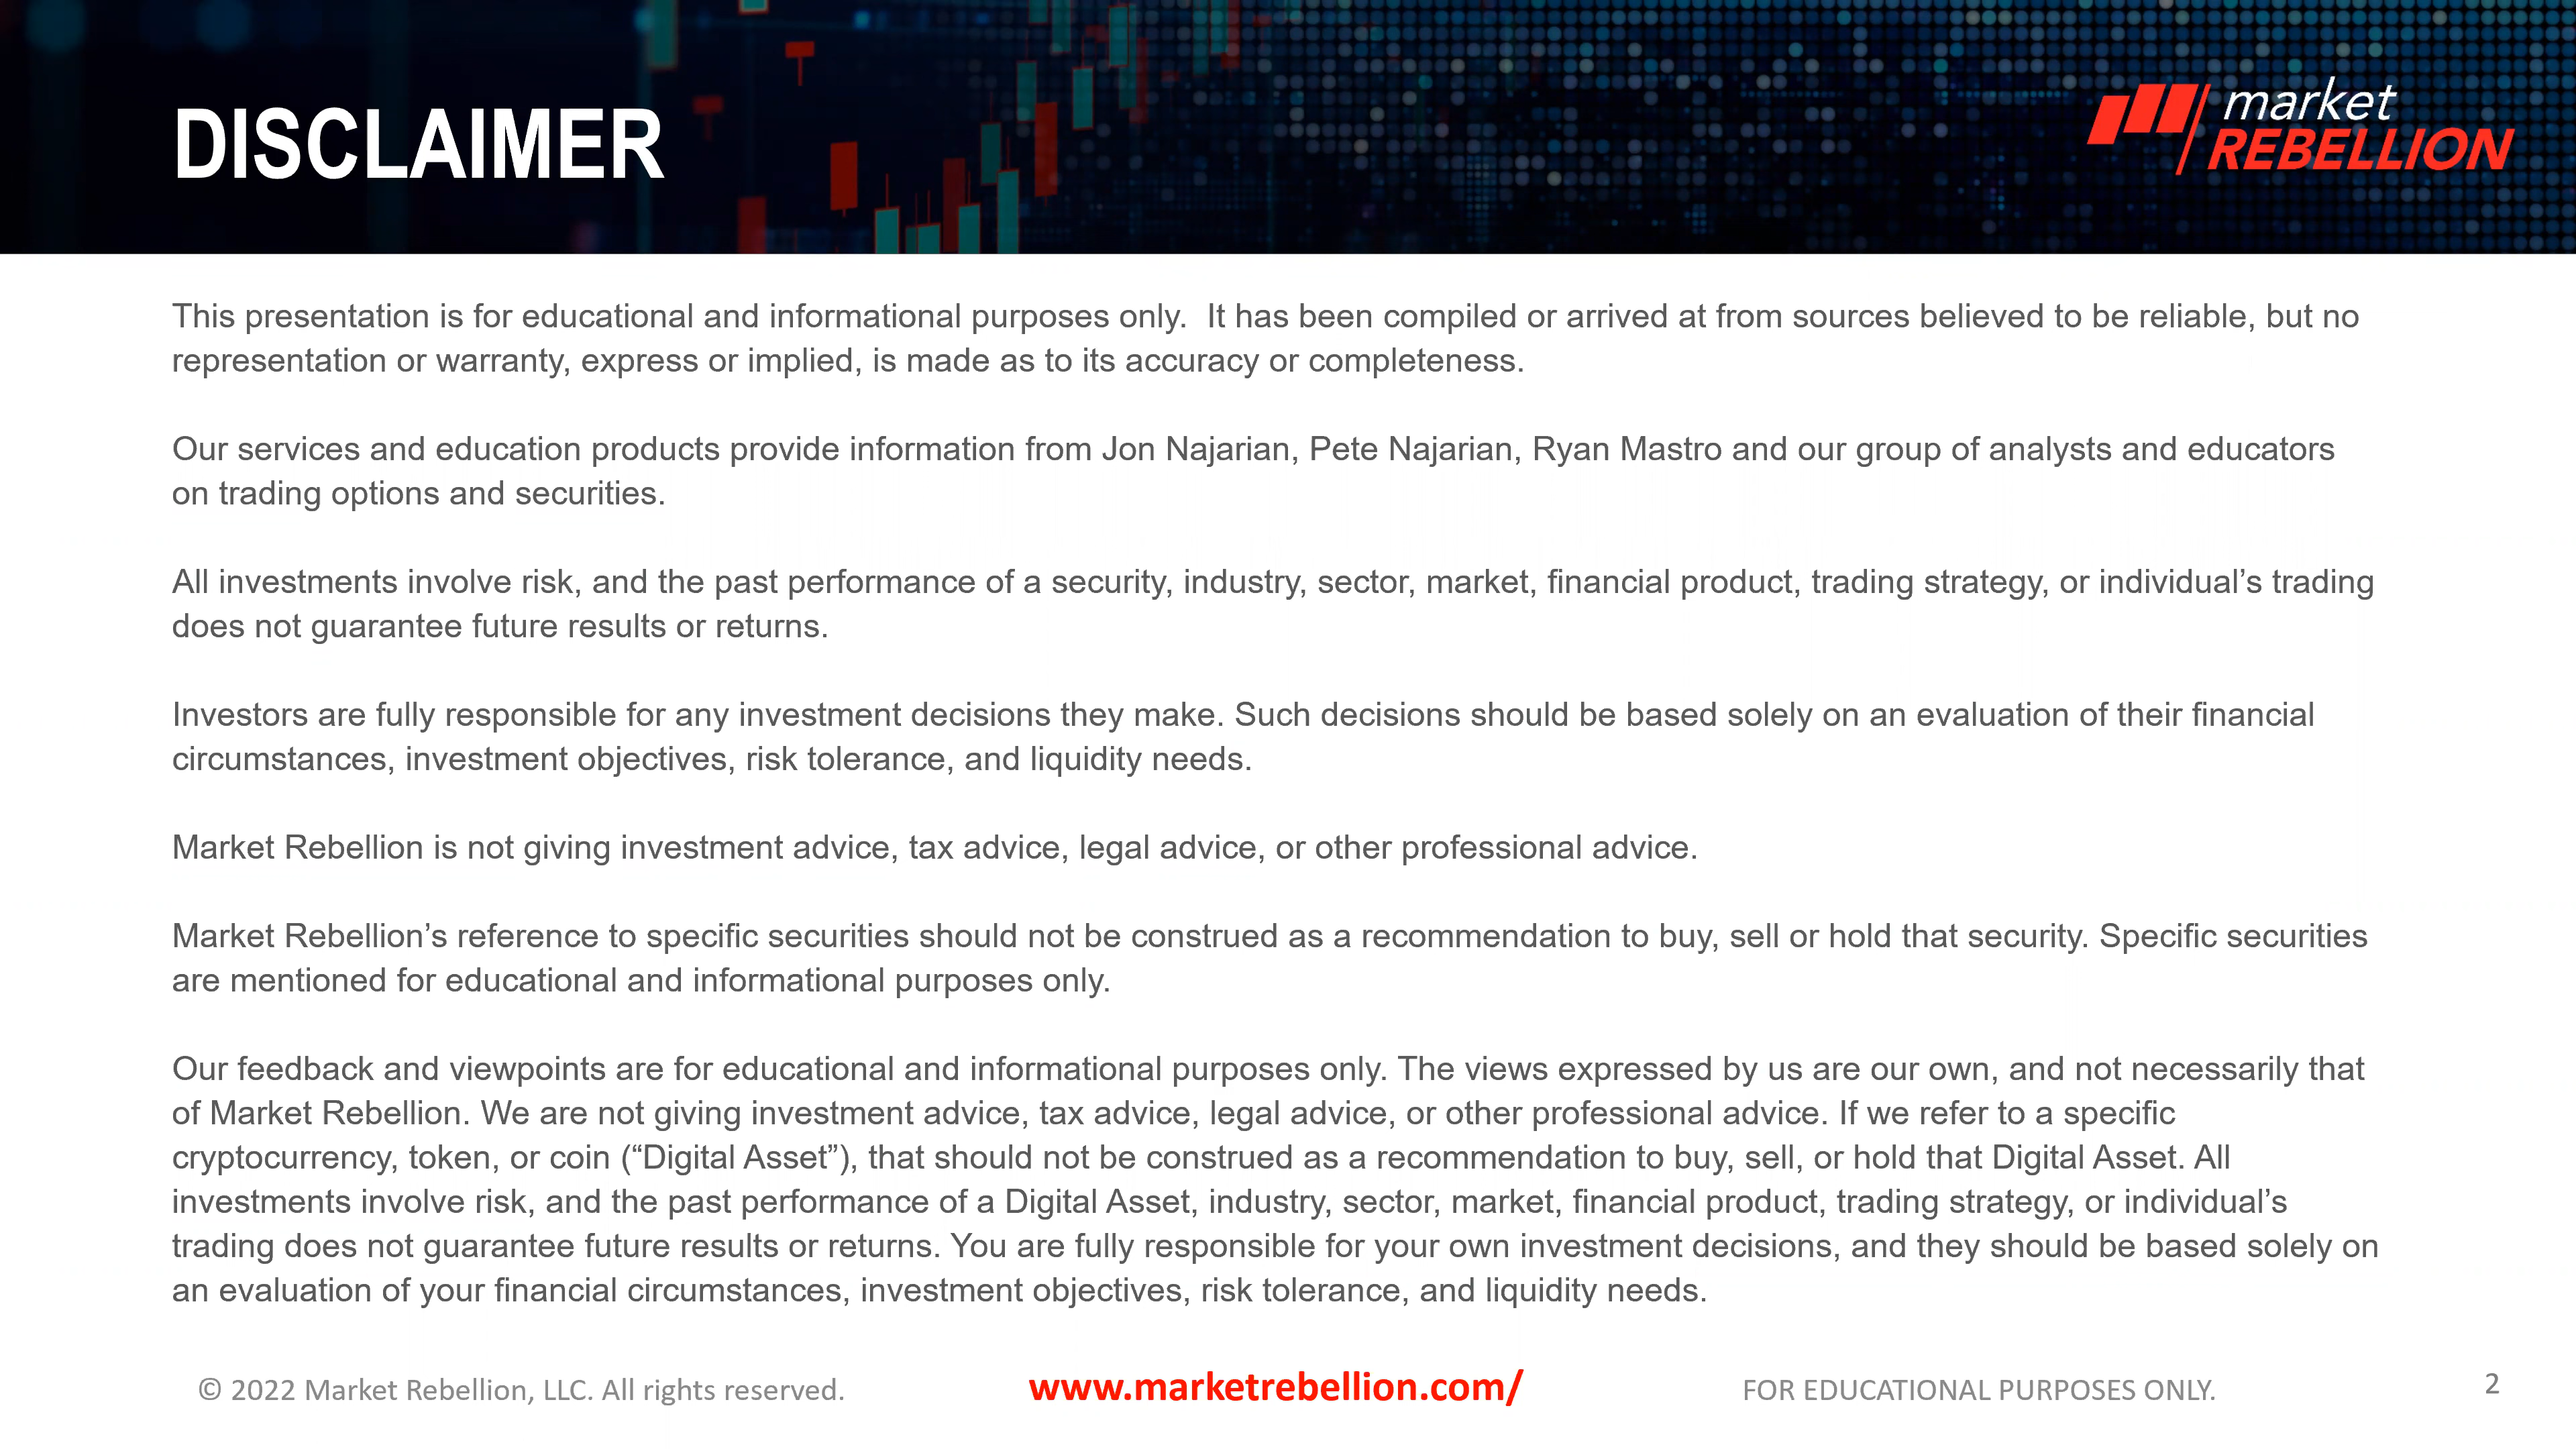 DISCLAIMER
market
REBELLION
This presentation is for educational and informational purposes only.  It has been compiled or arrived at from sources believed to be reliable, but no
representation or warranty, express or implied, is made as to its accuracy or completeness.
Our services and education products provide information from Jon Najarian, Pete Najarian, Ryan Mastro and our group of analysts and educators
on trading options and securities.
All investments involve risk, and the past performance of a security, industry, sector, market, financial product, trading strategy, or individual’s trading
does not guarantee future results or returns.
Investors are fully responsible for any investment decisions they make. Such decisions should be based solely on an evaluation of their financial
circumstances, investment objectives, risk tolerance, and liquidity needs.
Market Rebellion is not giving investment advice, tax advice, legal advice, or other professional advice.
Market Rebellion’s reference to specific securities should not be construed as a recommendation to buy, sell or hold that security. Specific securities
are mentioned for educational and informational purposes only.
Our feedback and viewpoints are for educational and informational purposes only. The views expressed by us are our own, and not necessarily that
of Market Rebellion. We are not giving investment advice, tax advice, legal advice, or other professional advice. If we refer to a specific
cryptocurrency, token, or coin (“Digital Asset”), that should not be construed as a recommendation to buy, sell, or hold that Digital Asset. All
investments involve risk, and the past performance of a Digital Asset, industry, sector, market, financial product, trading strategy, or individual’s
trading does not guarantee future results or returns. You are fully responsible for your own investment decisions, and they should be based solely on
an evaluation of your financial circumstances, investment objectives, risk tolerance, and liquidity needs.
© 2022 Market Rebellion, LLC. All rights reserved.
www.marketrebellion.com/
FOR EDUCATIONAL PURPOSES ONLY.
2